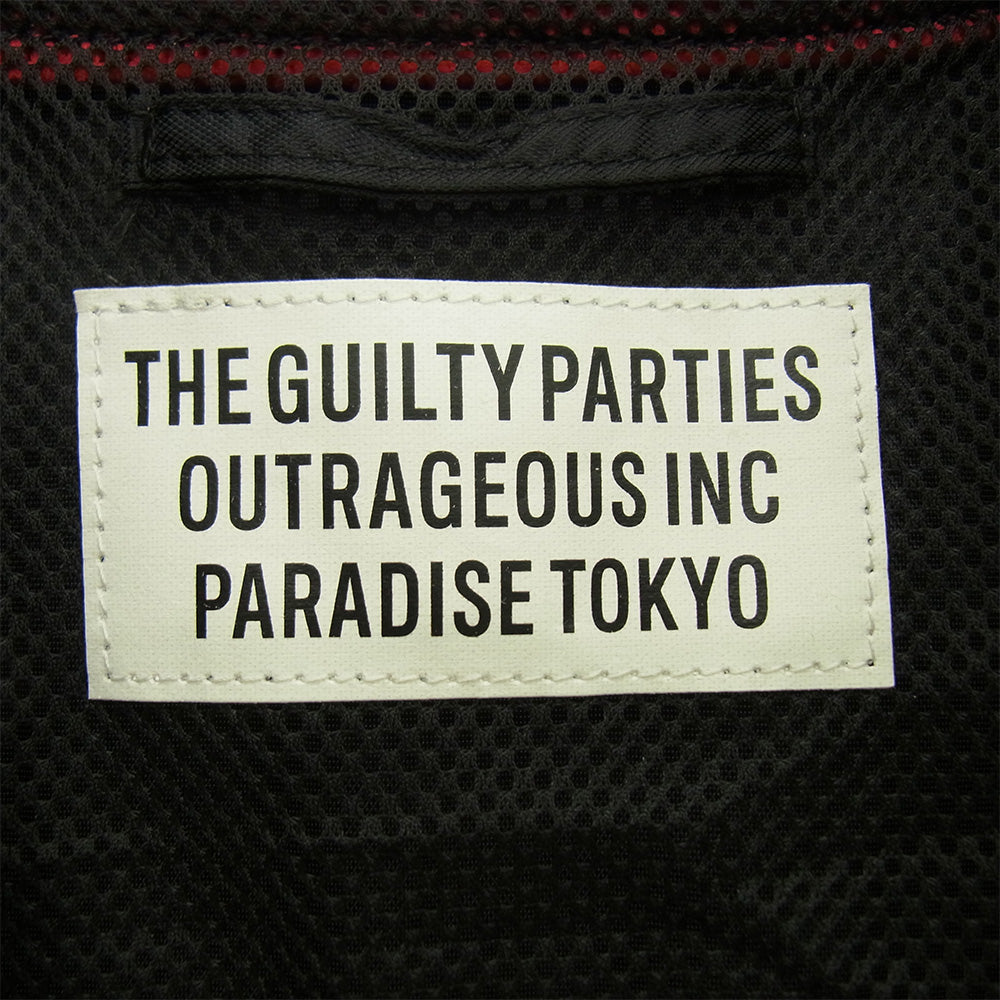 THE GUILTY PARTIES
OUTRAGEOUS INC
PARADISE TOKYO